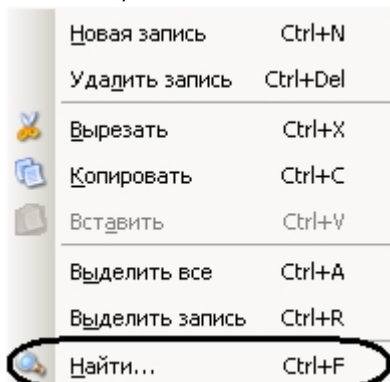 Новая запись Ctrl+N
Удалить запись Ctrl+Del
Вырезать Ctrl+X
Копировать Ctrl+C
Вставить Ctrl+V
Выделить все Ctrl+A
Выделить запись Ctrl+R
Найти... Ctrl+F